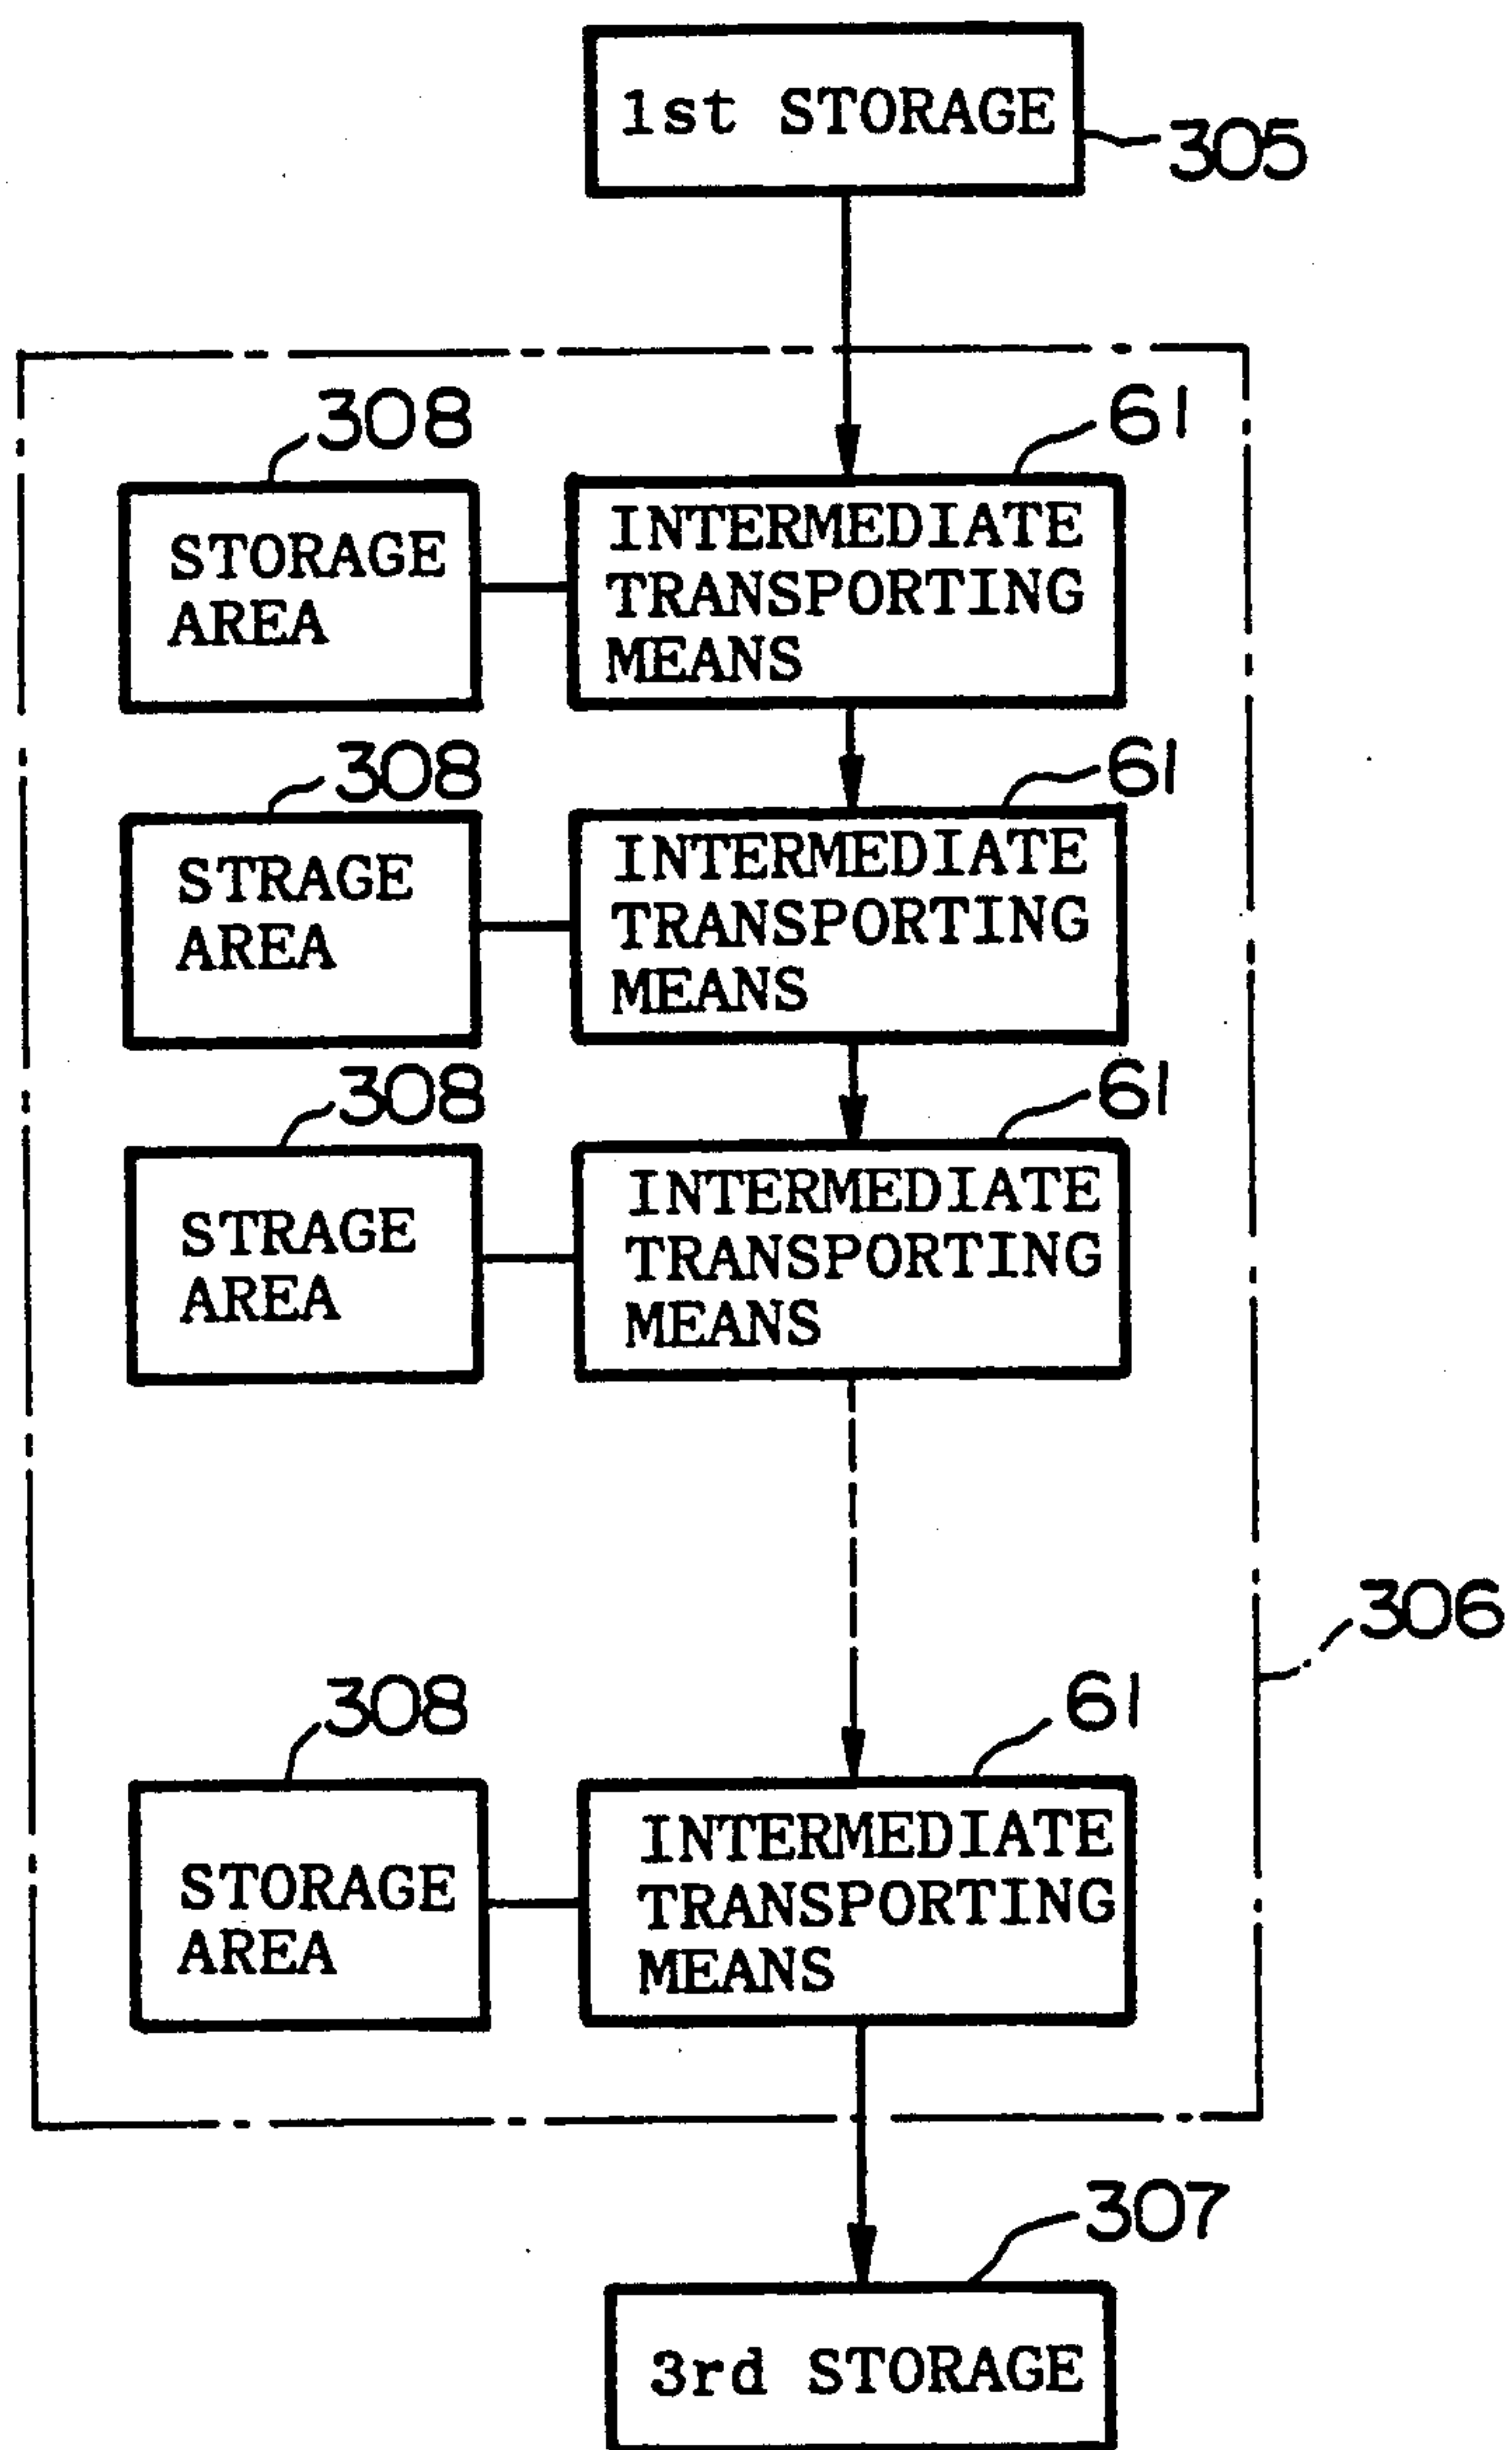 1st STORAGE
305
308
61
STORAGE
AREA
INTERMEDIATE
TRANSPORTING
MEANS
308
61
STRAGE
AREA
INTERMEDIATE
TRANSPORTING
MEANS
308
61
STRAGE
AREA
INTERMEDIATE
TRANSPORTING
MEANS
306
308
61
STORAGE
AREA
INTERMEDIATE
TRANSPORTING
MEANS
307
3rd STORAGE